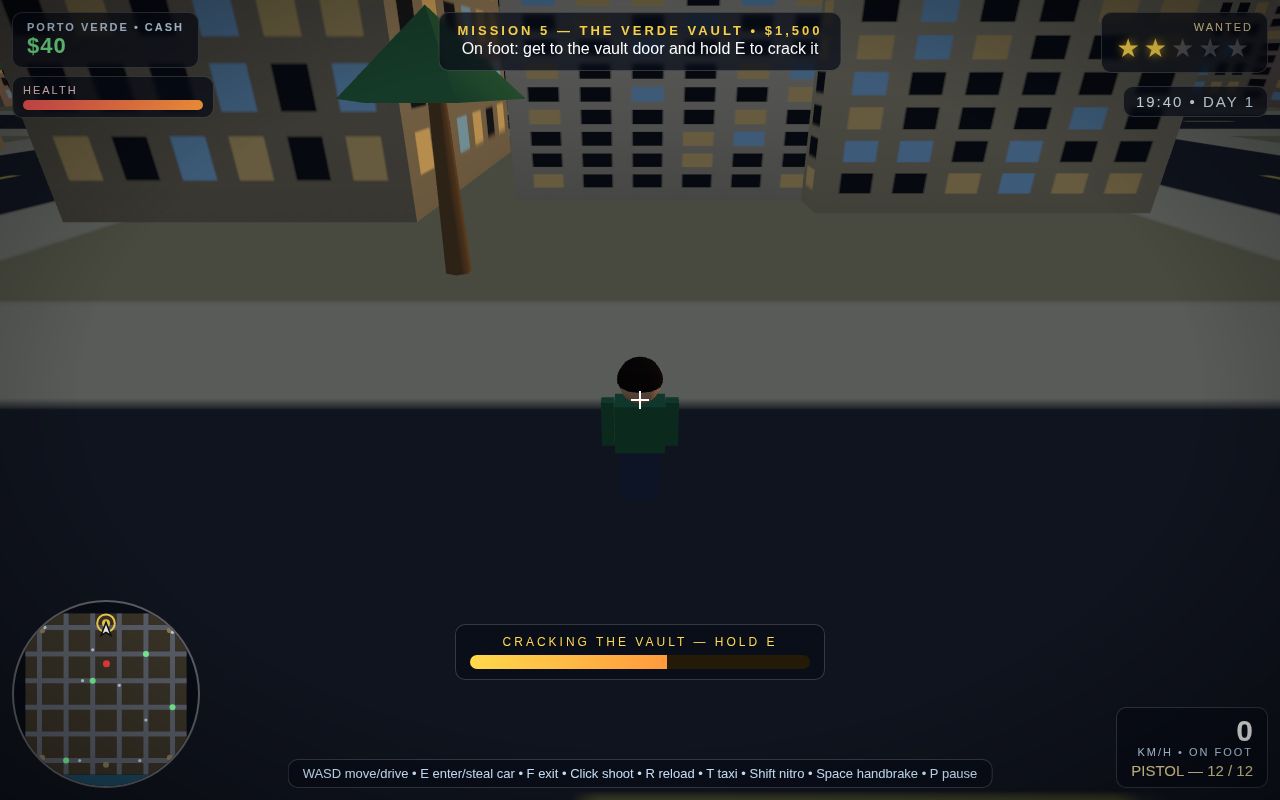 PORTO VERDE • CASH
$40
HEALTH
MISSION 5 — THE VERDE VAULT • $1,500
On foot: get to the vault door and hold E to crack it
WANTED
★★★★★
19:40 • DAY 1
CRACKING THE VAULT — HOLD E
0
KM/H • ON FOOT
PISTOL — 12 / 12
WASD move/drive • E enter/steal car • F exit • Click shoot • R reload • T taxi • Shift nitro • Space handbrake • P pause